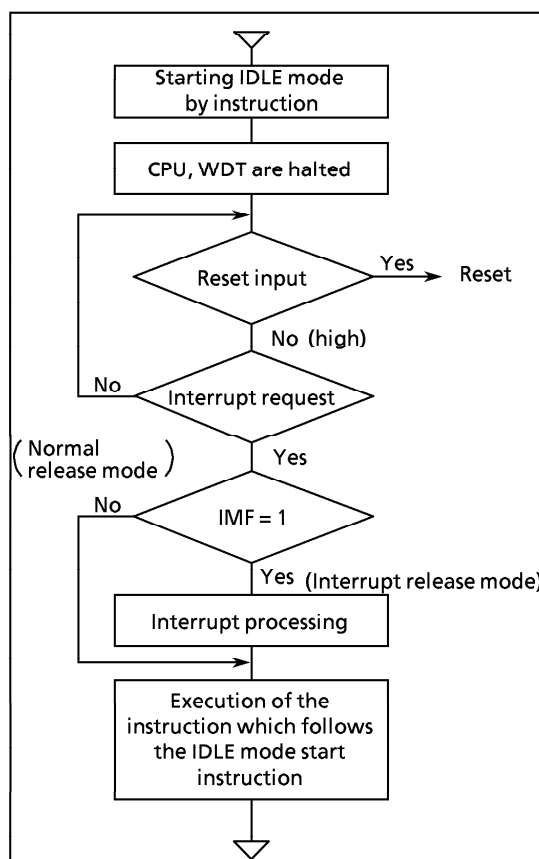 Starting IDLE mode
by instruction
CPU, WDT are halted
Reset input
Yes
Reset
No (high)
No
Interrupt request
(Normal
release mode)
Yes
No
IMF = 1
Yes
(Interrupt release mode)
Interrupt processing
Execution of the
instruction which follows
the IDLE mode start
instruction